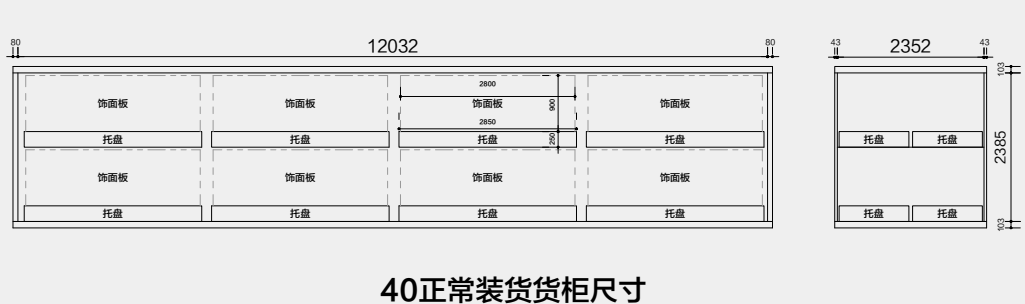 80 12032 80 43 2352 43
103
2800
饰面板 饰面板 饰面板 900 饰面板
2850
托盘 托盘 托盘 250 托盘 托盘 托盘
2385
饰面板 饰面板 饰面板 饰面板
托盘 托盘 托盘 托盘 托盘 托盘
103
40正常装货货柜尺寸